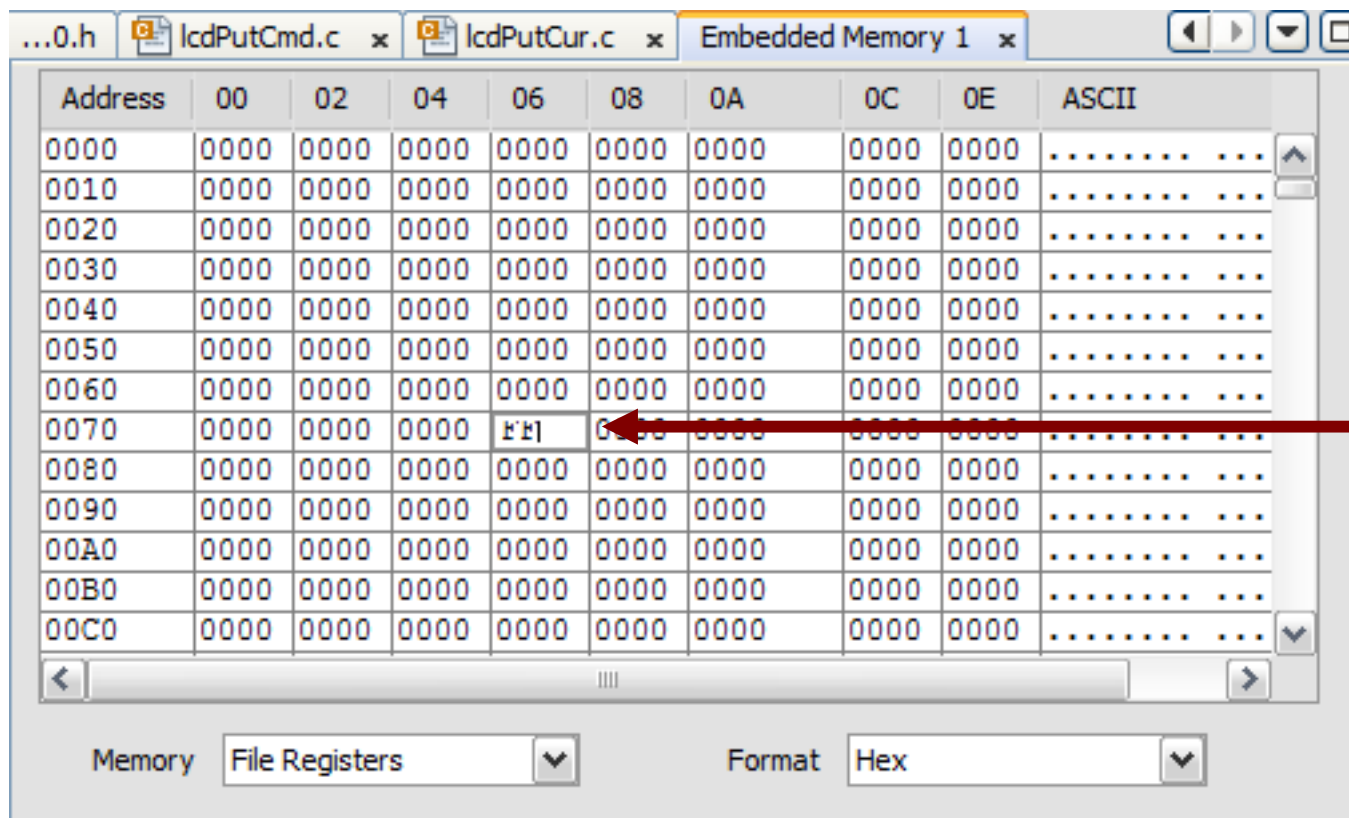 ...0.h lcdPutCmd.c x lcdPutCur.c x Embedded Memory 1 x
Address 00 02 04 06 08 0A 0C 0E ASCII
0000 0000 0000 0000 0000 0000 0000 0000 0000 ........ ...
0010 0000 0000 0000 0000 0000 0000 0000 0000 ........ ...
0020 0000 0000 0000 0000 0000 0000 0000 0000 ........ ...
0030 0000 0000 0000 0000 0000 0000 0000 0000 ........ ...
0040 0000 0000 0000 0000 0000 0000 0000 0000 ........ ...
0050 0000 0000 0000 0000 0000 0000 0000 0000 ........ ...
0060 0000 0000 0000 0000 0000 0000 0000 0000 ........ ...
0070 0000 0000 0000 0000 0000 0000 0000
0080 0000 0000 0000 0000 0000 0000 0000 0000 ........ ...
0090 0000 0000 0000 0000 0000 0000 0000 0000 ........ ...
00A0 0000 0000 0000 0000 0000 0000 0000 0000 ........ ...
00B0 0000 0000 0000 0000 0000 0000 0000 0000 ........ ...
00C0 0000 0000 0000 0000 0000 0000 0000 0000 ........ ...
Memory File Registers Format Hex